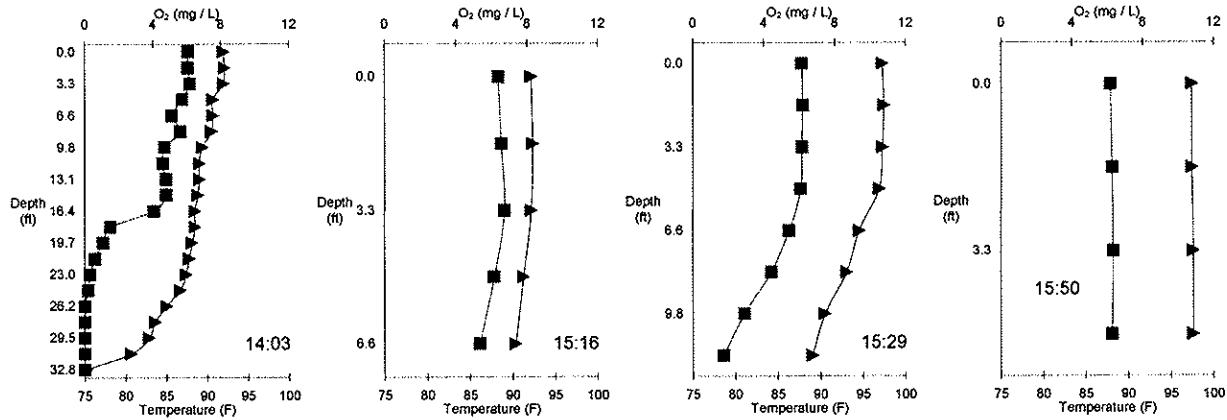 O₂ (mg / L)
0 4 8 12
0.0
3.3
6.6
9.8
13.1
Depth
(ft)
16.4
19.7
23.0
26.2
29.5
32.8
14:03
75 80 85 90 95 100
Temperature (F)
O₂ (mg / L)
0 4 8 12
0.0
Depth
(ft)
3.3
6.6
15:16
75 80 85 90 95 100
Temperature (F)
O₂ (mg / L)
0 4 8 12
0.0
3.3
Depth
(ft)
6.6
9.8
15:29
75 80 85 90 95 100
Temperature (F)
O₂ (mg / L)
0 4 8 12
0.0
Depth
(ft)
3.3
15:50
75 80 85 90 95 100
Temperature (F)